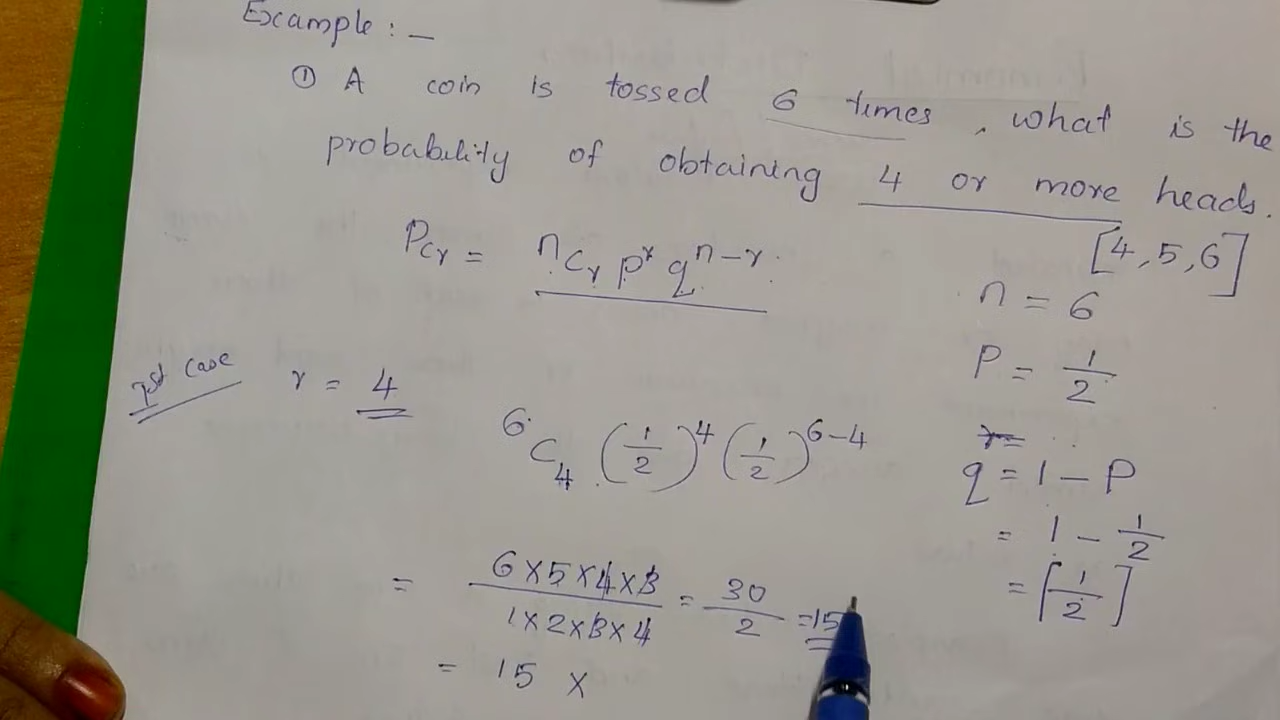 Example : –
① A coin is tossed 6 times, what is the
probability of obtaining 4 or more heads.
[4, 5, 6]
PCr = nCr p^r q^(n-r).
n = 6
P = 1/2
1st case r = 4
6C4 (1/2)^4 (1/2)^(6-4)
r = ..
q = 1 - P
= 1 - 1/2
= [1/2]
= 6×5×4×3 / 1×2×3×4 = 30/2 = 15
= 15 ×